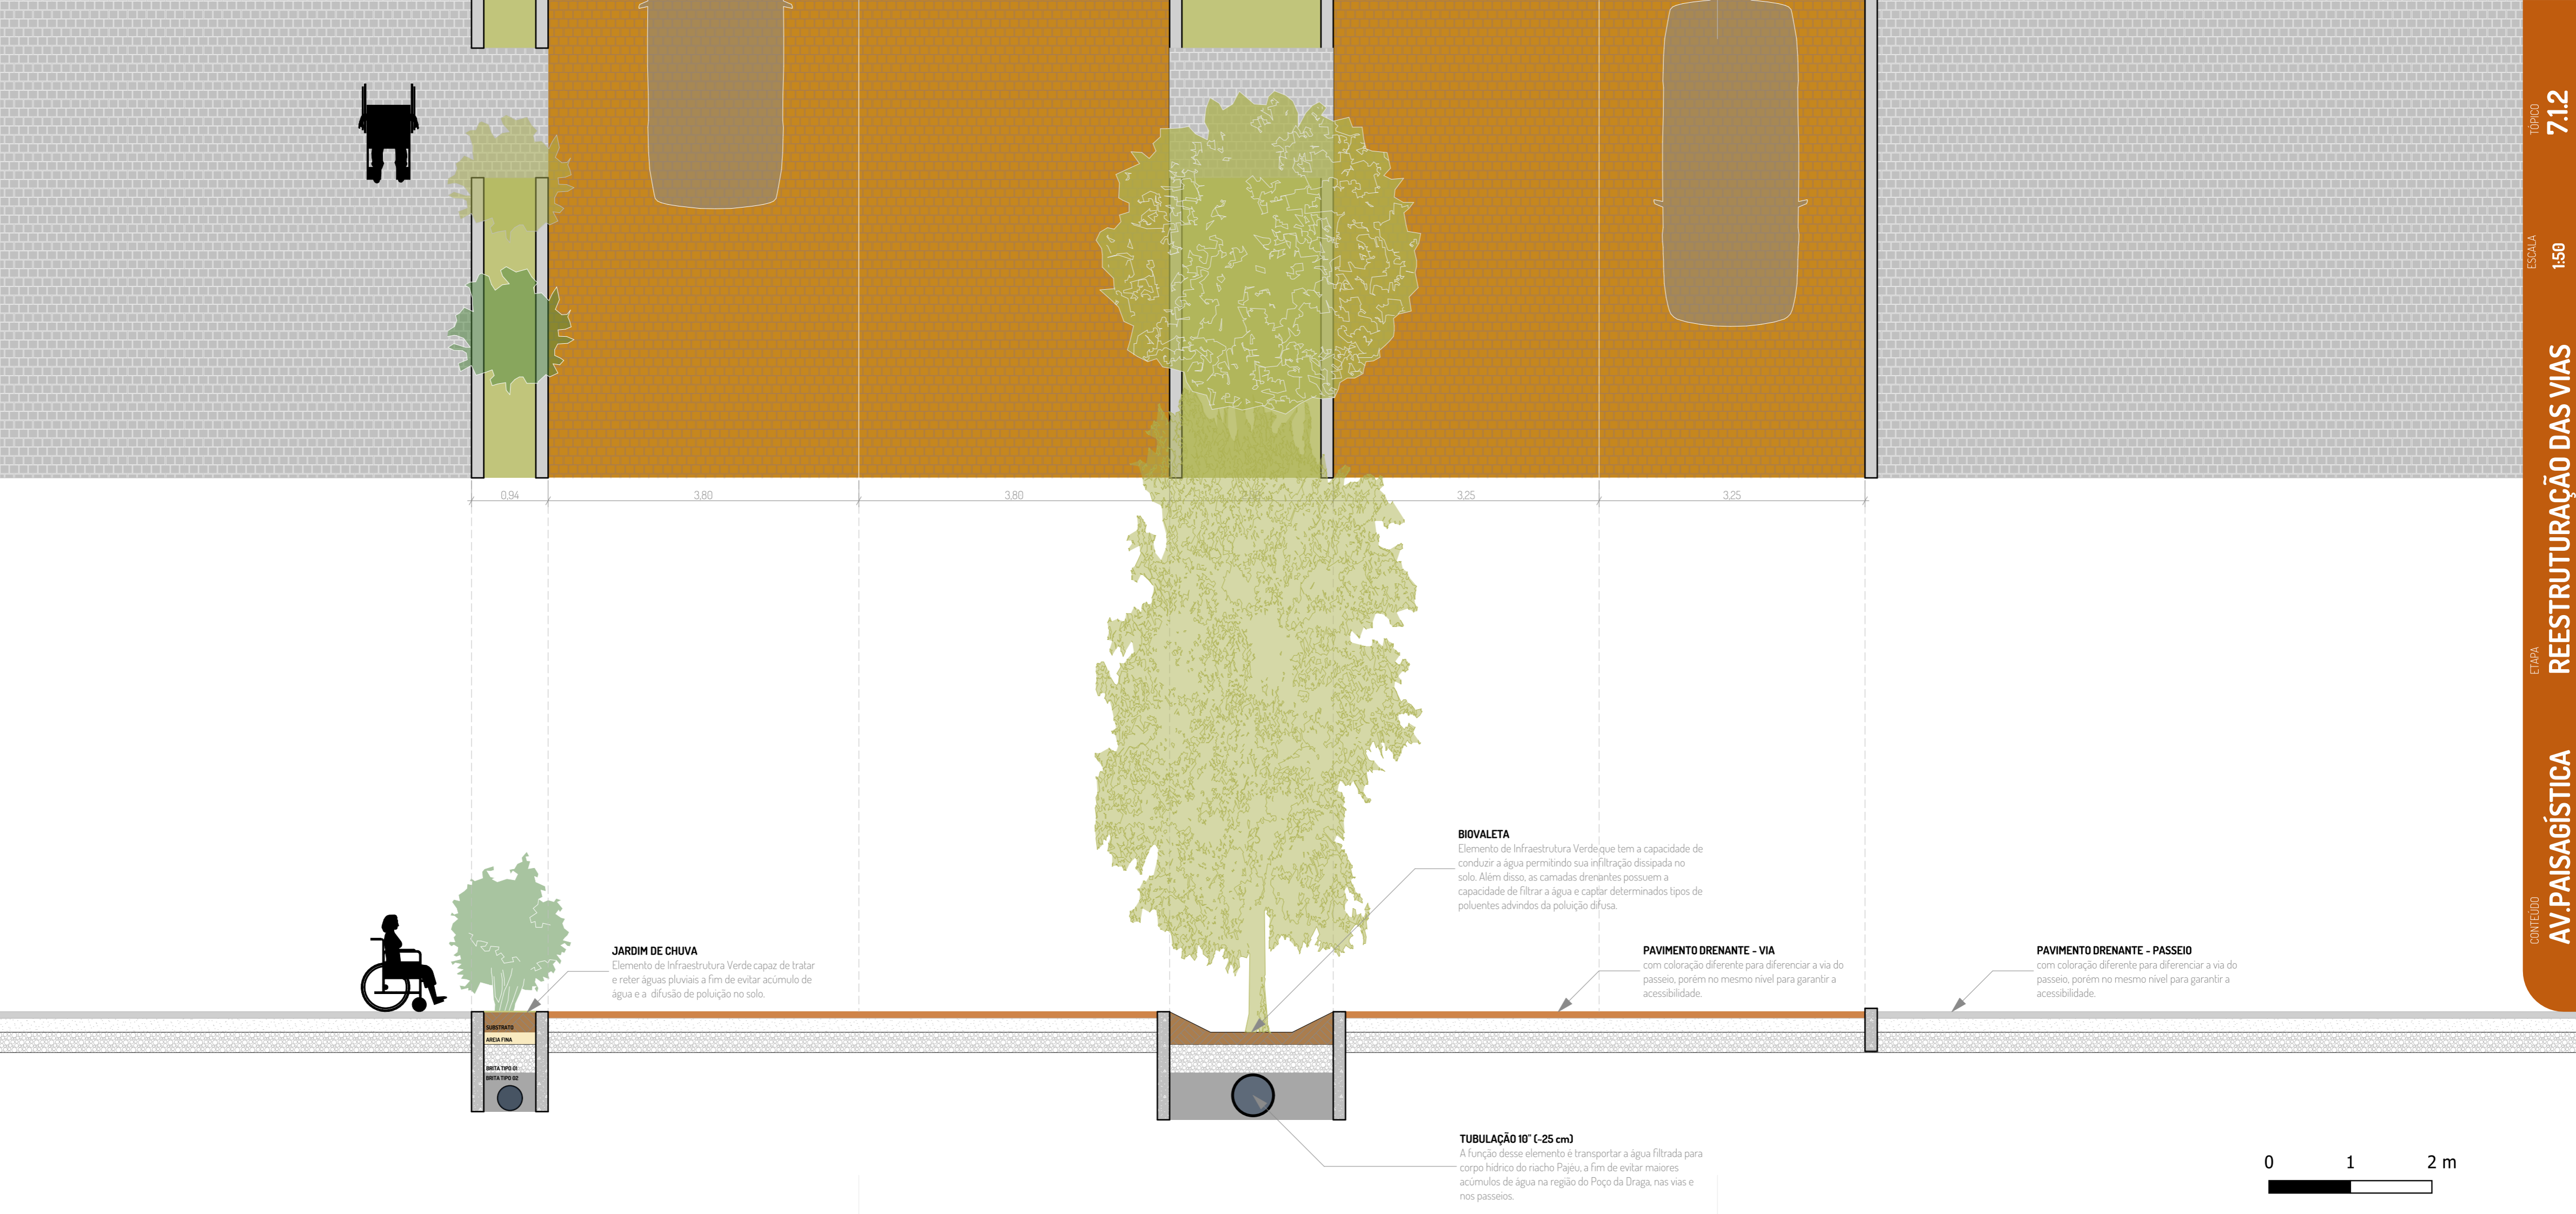 0,94
3,80
3,80
3,25
3,25
BIOVALETA
Elemento de Infraestrutura Verde que tem a capacidade de
conduzir a água permitindo sua infiltração dissipada no
solo. Além disso, as camadas drenantes possuem a
capacidade de filtrar a água e captar determinados tipos de
poluentes advindos da poluição difusa.
JARDIM DE CHUVA
Elemento de Infraestrutura Verde capaz de tratar
e reter águas pluviais a fim de evitar acúmulo de
água e a difusão de poluição no solo.
PAVIMENTO DRENANTE - VIA
com coloração diferente para diferenciar a via do
passeio, porém no mesmo nível para garantir a
acessibilidade.
PAVIMENTO DRENANTE - PASSEIO
com coloração diferente para diferenciar a via do
passeio, porém no mesmo nível para garantir a
acessibilidade.
SUBSTRATO
AREIA FINA
BRITA TIPO 01
BRITA TIPO 02
TUBULAÇÃO 10" (~25 cm)
A função desse elemento é transportar a água filtrada para
corpo hídrico do riacho Pajeu, a fim de evitar maiores
acúmulos de água na região do Poço da Draga, nas vias e
nos passeios.
0 1 2 m
CONTEÚDO
AV.PAISAGÍSTICA
ETAPA
REESTRUTURAÇÃO DAS VIAS
ESCALA
1:50
TÓPICO
7.1.2